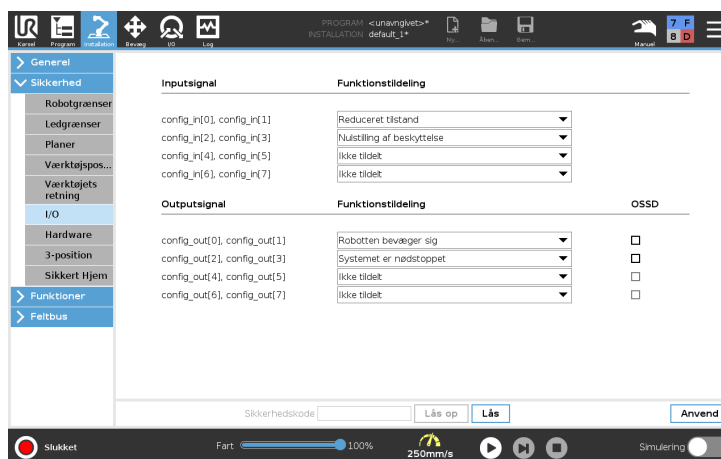 UR
PROGRAM <unavngivet>*
INSTALLATION default_1*
Kørsel Program Installation Bevæg I/O Log Ny... Åben... Gem... Manuel
7 F
8 D
Generel
Sikkerhed
Robotgrænser
Ledgrænser
Planer
Værktøjspos...
Værktøjets
retning
I/O
Hardware
3-position
Sikkert Hjem
Funktioner
Feltbus
Inputsignal Funktionstildeling
config_in[0], config_in[1] Reduceret tilstand
config_in[2], config_in[3] Nulstilling af beskyttelse
config_in[4], config_in[5] Ikke tildelt
config_in[6], config_in[7] Ikke tildelt
Outputsignal Funktionstildeling OSSD
config_out[0], config_out[1] Robotten bevæger sig
config_out[2], config_out[3] Systemet er nødstoppet
config_out[4], config_out[5] Ikke tildelt
config_out[6], config_out[7] Ikke tildelt
Sikkerhedskode Lås op Lås Anvend
Slukket Fart 100% 250mm/s Simulering